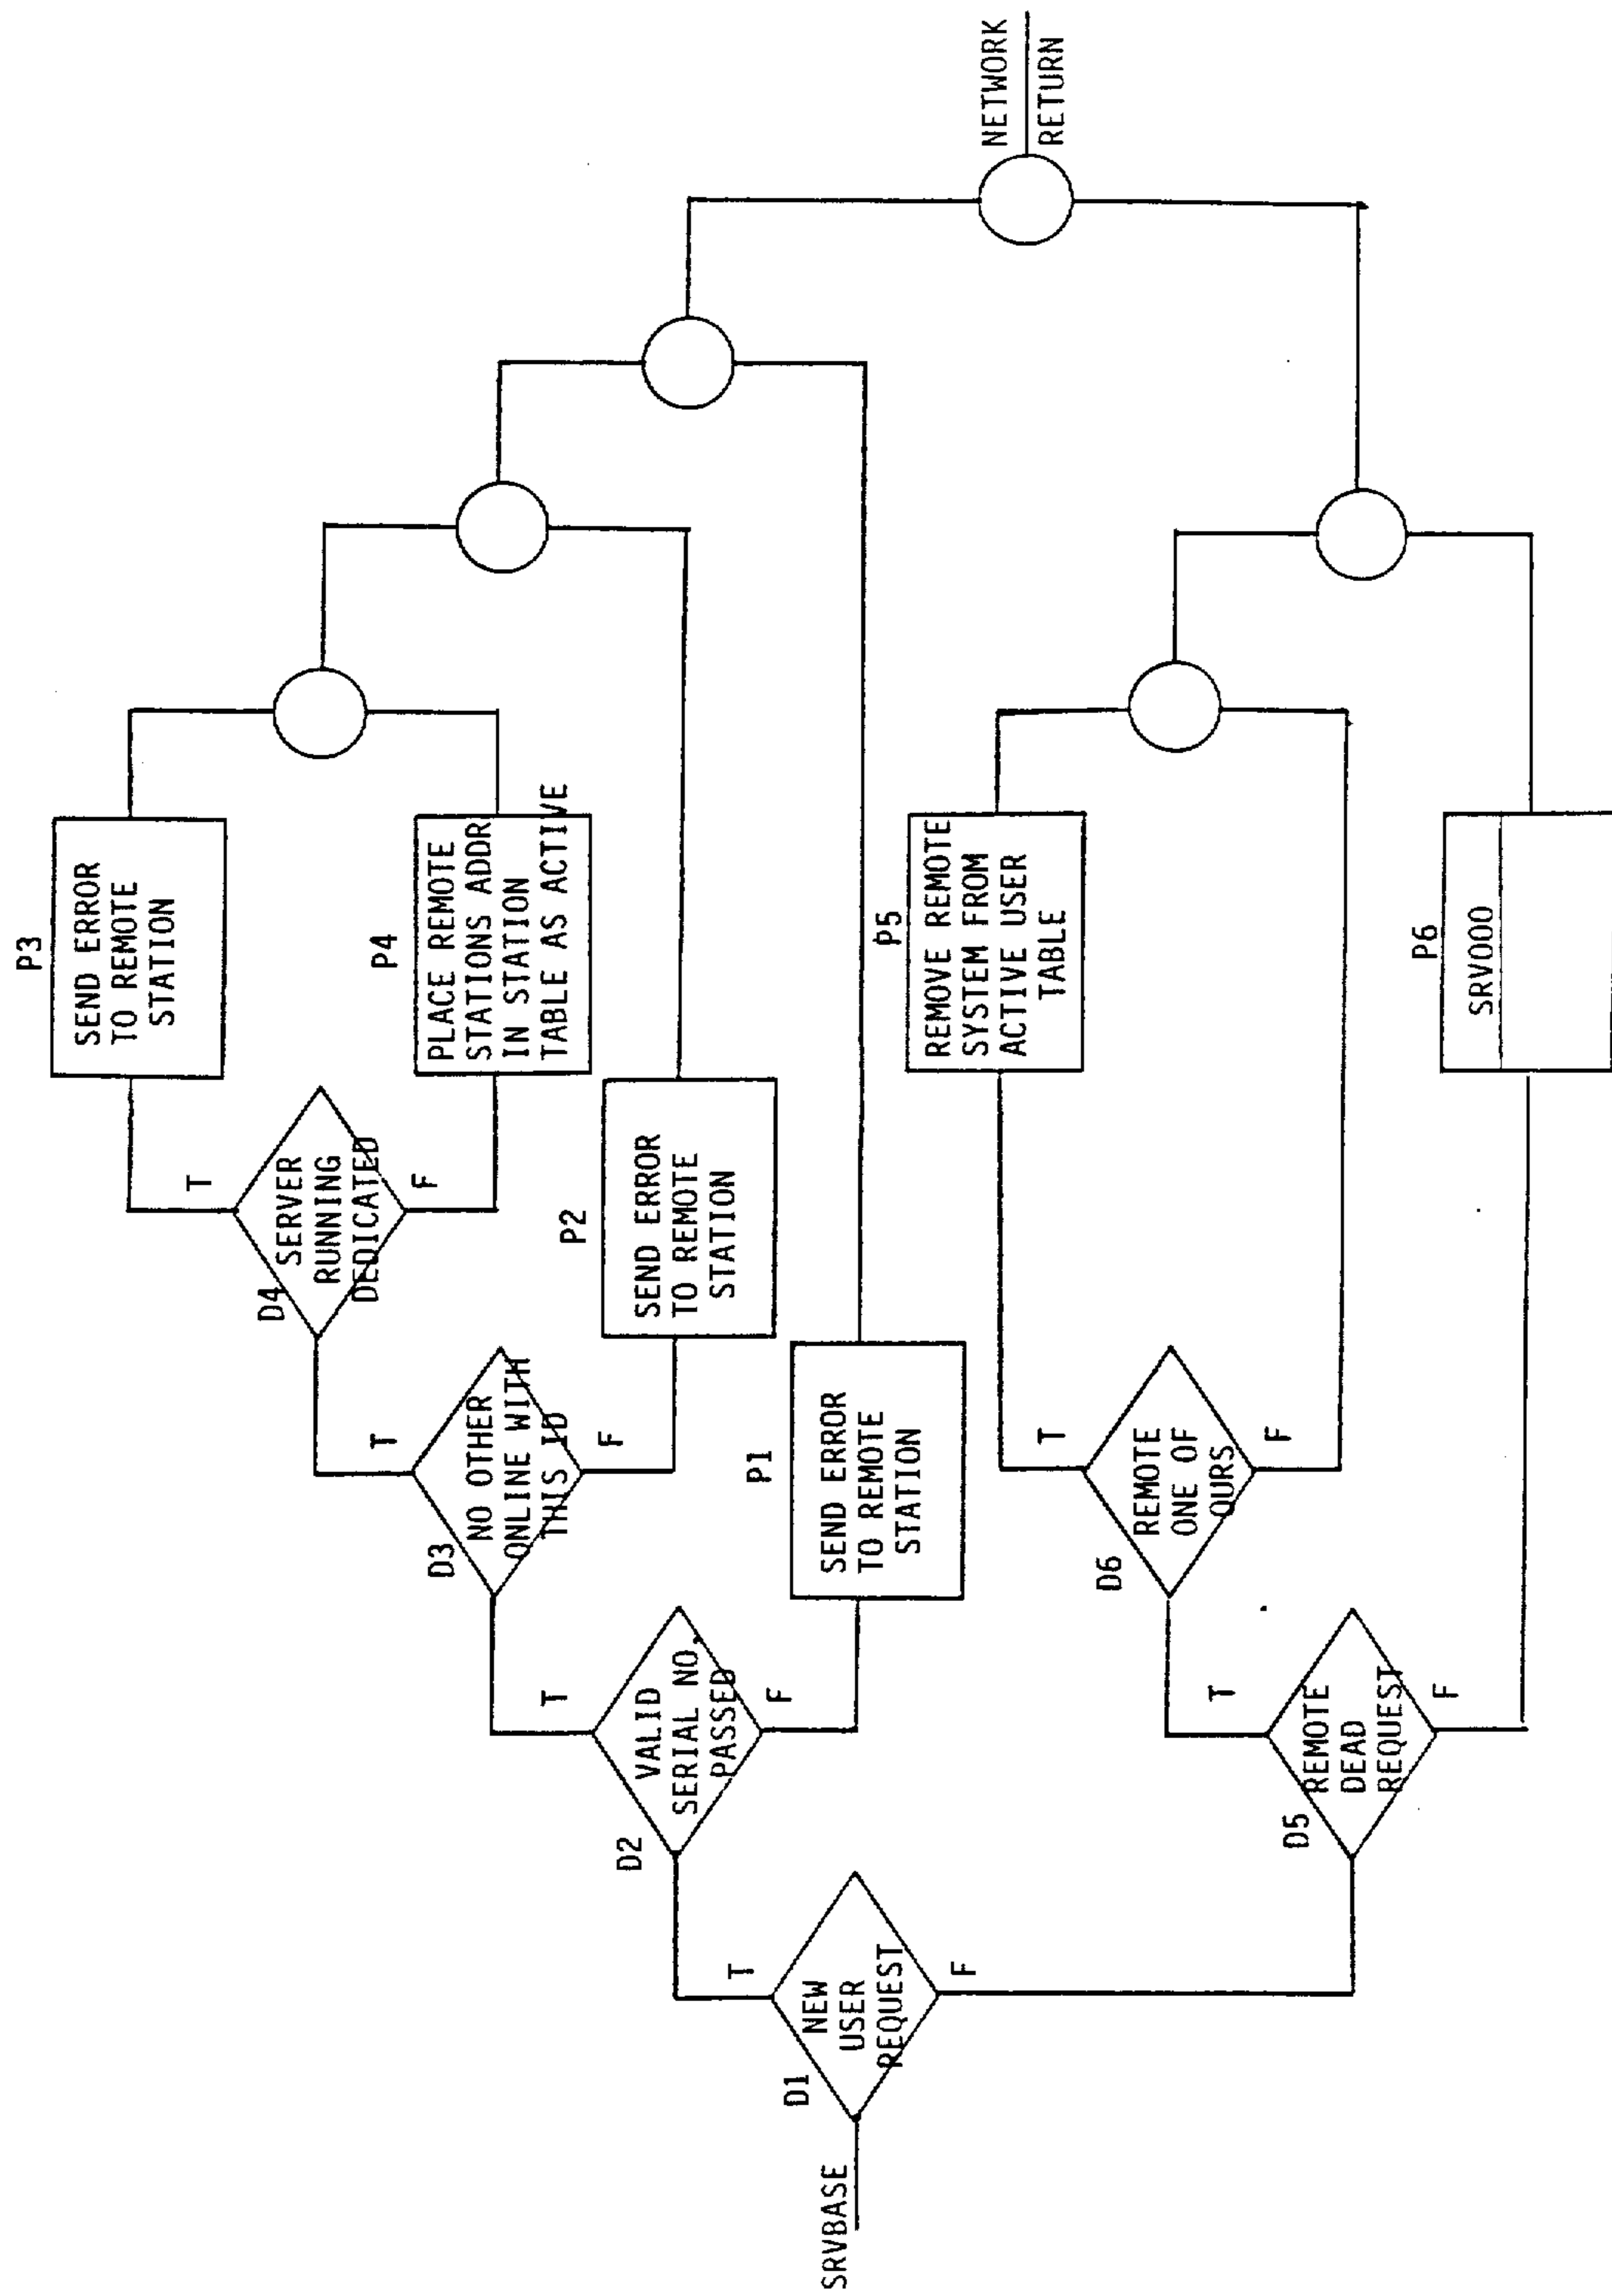 SRVBASE
D1
NEW
USER
REQUEST
T
F
D2
VALID
SERIAL NO.
PASSED
T
F
D3
NO OTHER
ONLINE WITH
THIS ID
T
F
D4
SERVER
RUNNING
DEDICATED
T
F
P3
SEND ERROR
TO REMOTE
STATION
P4
PLACE REMOTE
STATIONS ADDR
IN STATION
TABLE AS ACTIVE
P2
SEND ERROR
TO REMOTE
STATION
P1
SEND ERROR
TO REMOTE
STATION
D5
REMOTE
DEAD
REQUEST
T
F
D6
REMOTE
ONE OF
OURS
T
F
P5
REMOVE REMOTE
SYSTEM FROM
ACTIVE USER
TABLE
P6
SRV000
NETWORK
RETURN